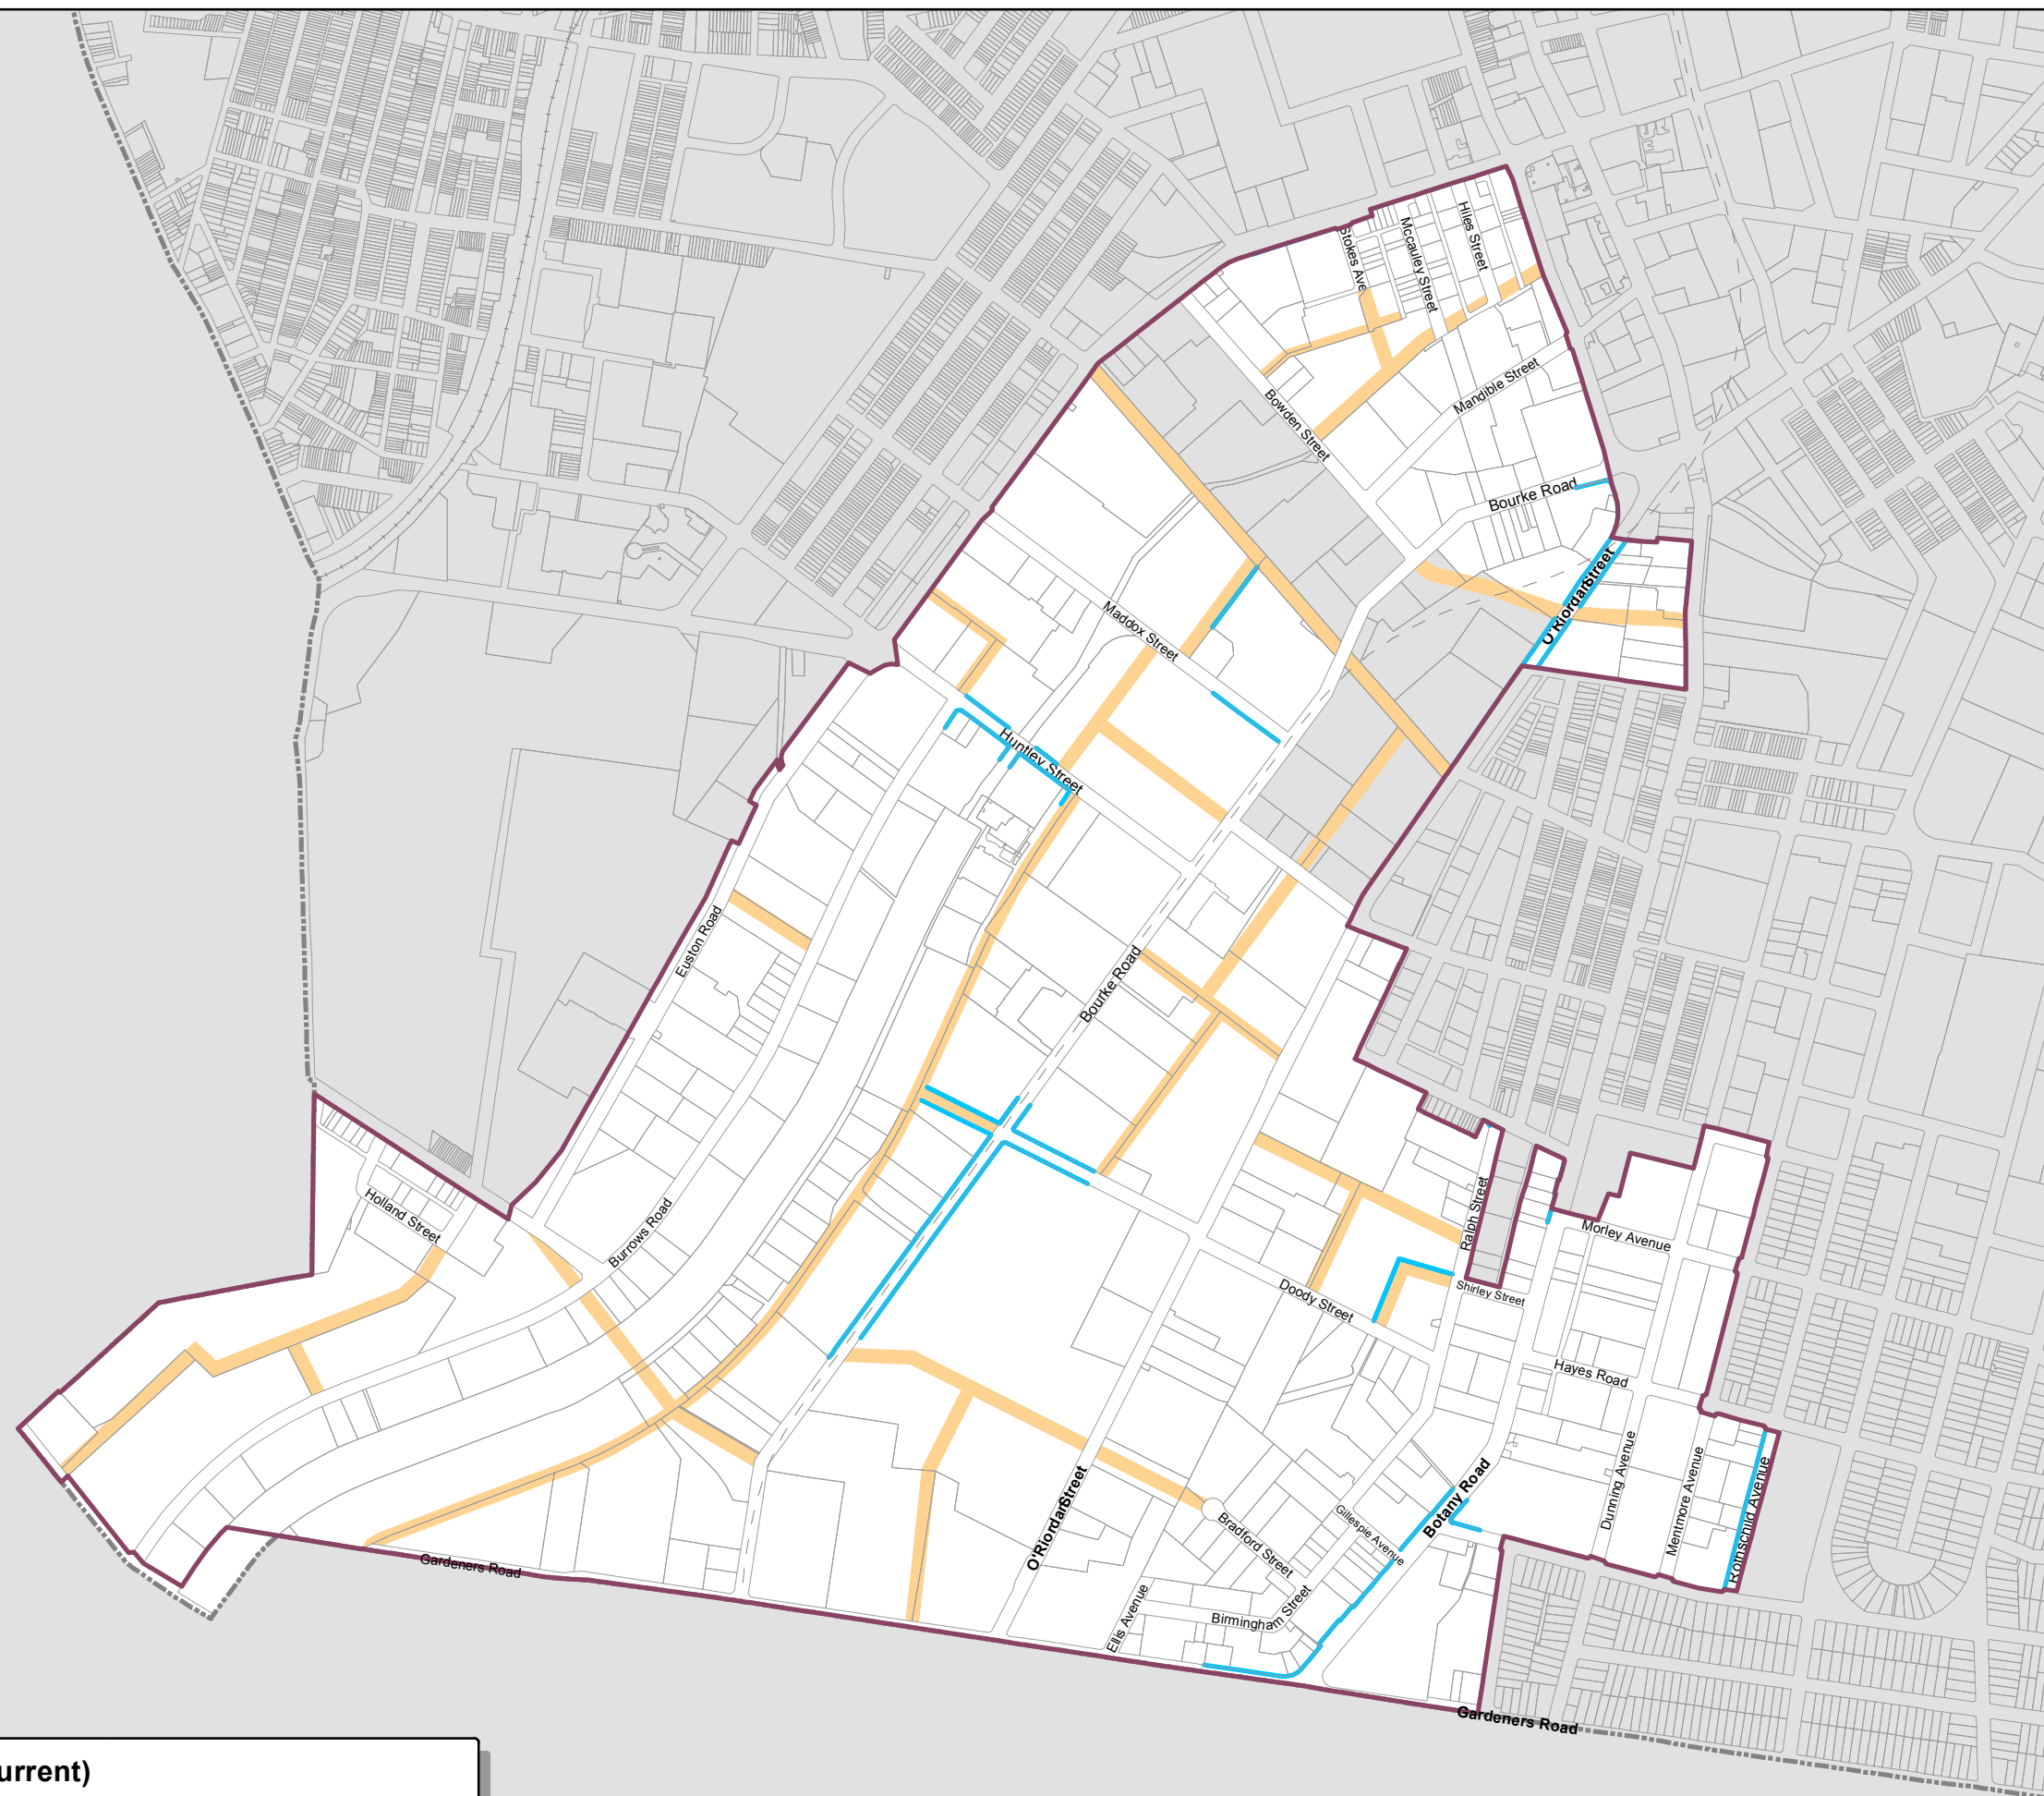 Stokes Ave
Mccauley Street
Hiles Street
Mandible Street
Bowden Street
Bourke Road
O'Riordan Street
Maddox Street
Huntley Street
Euston Road
Bourke Road
Holland Street
Burrows Road
Ralph Street
Morley Avenue
Shirley Street
Doody Street
Hayes Road
Dunning Avenue
Mentmore Avenue
Rothschild Avenue
Botany Road
Gillespie Avenue
O'Riordan Street
Bradford Street
Gardeners Road
Ellis Avenue
Birmingham Street
Gardeners Road
urrent)